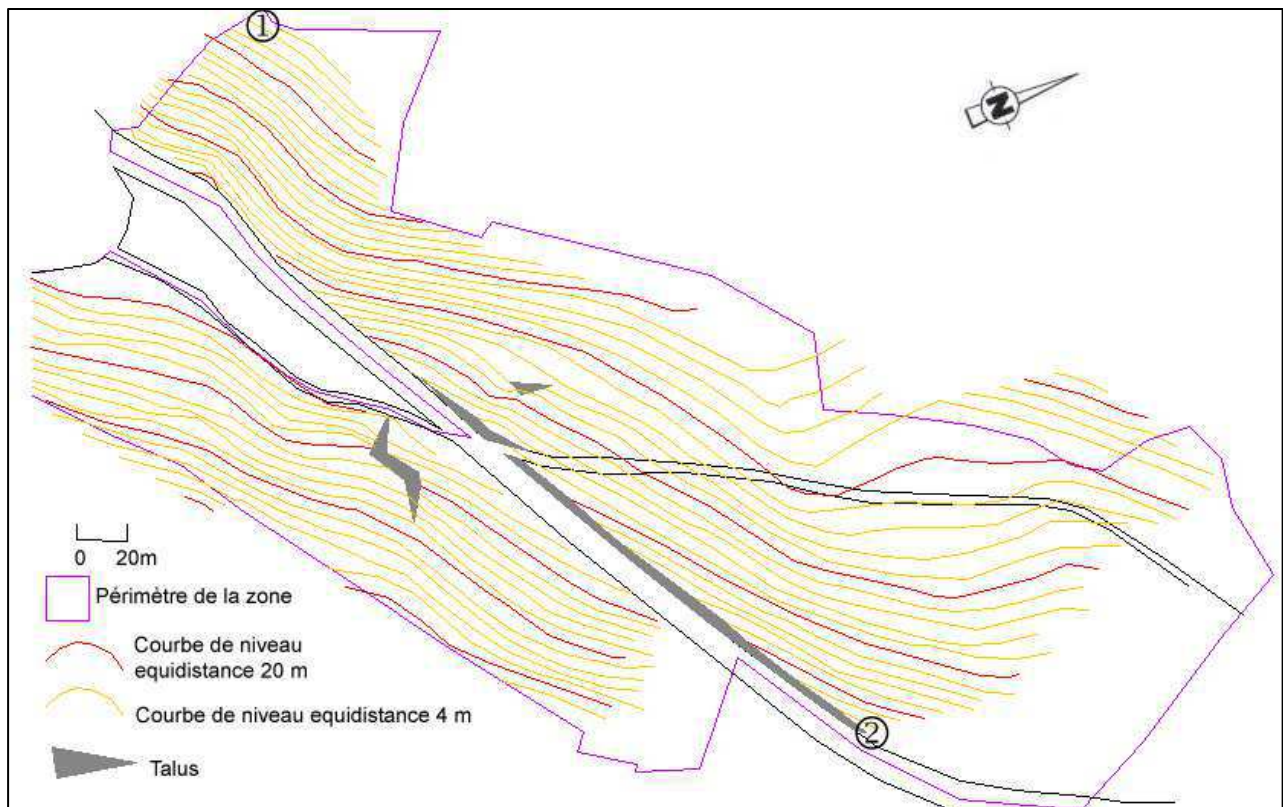 ①
N
②
0 20m
Périmètre de la zone
Courbe de niveau
equidistance 20 m
Courbe de niveau equidistance 4 m
Talus